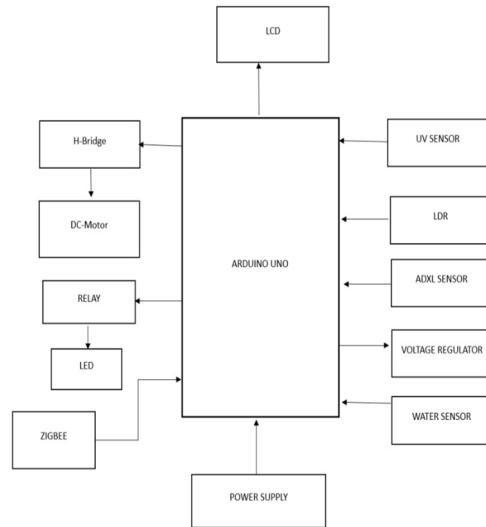 LCD
H-Bridge
UV SENSOR
DC-Motor
LDR
ARDUINO UNO
ADXL SENSOR
RELAY
VOLTAGE REGULATOR
LED
WATER SENSOR
ZIGBEE
POWER SUPPLY